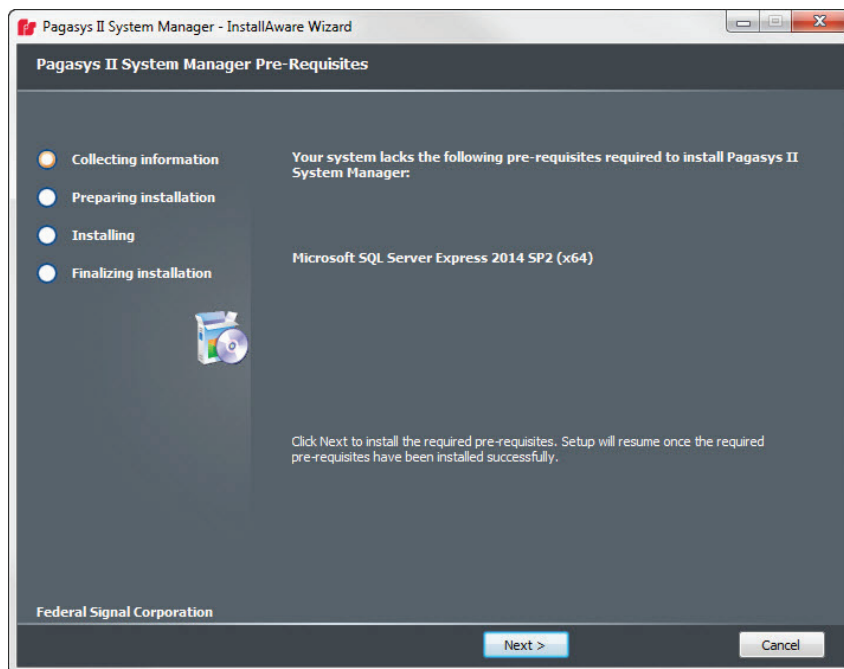 Pagasys II System Manager - InstallAware Wizard
Pagasys II System Manager Pre-Requisites
Collecting information
Preparing installation
Installing
Finalizing installation
Your system lacks the following pre-requisites required to install Pagasys II
System Manager:
Microsoft SQL Server Express 2014 SP2 (x64)
Click Next to install the required pre-requisites. Setup will resume once the required
pre-requisites have been installed successfully.
Federal Signal Corporation
Next >
Cancel